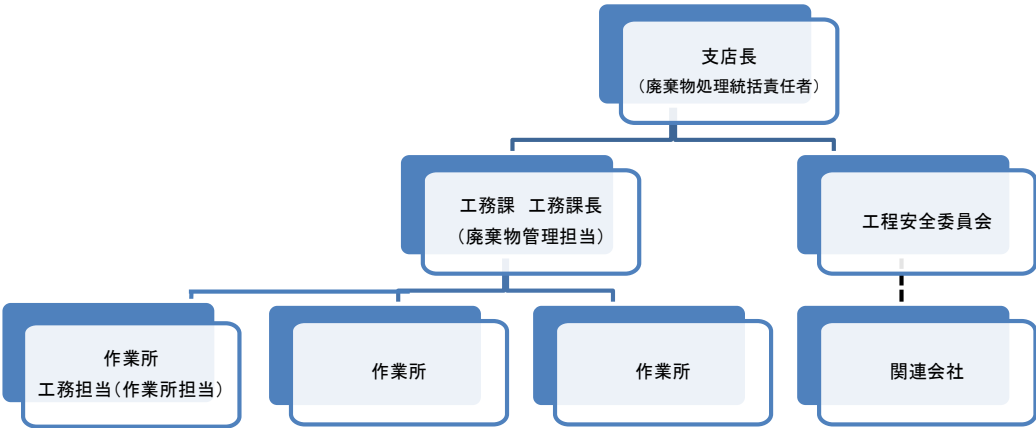 支店長
（廃棄物処理統括責任者）
工務課　工務課長
（廃棄物管理担当）
工程安全委員会
作業所
工務担当（作業所担当）
作業所
作業所
関連会社